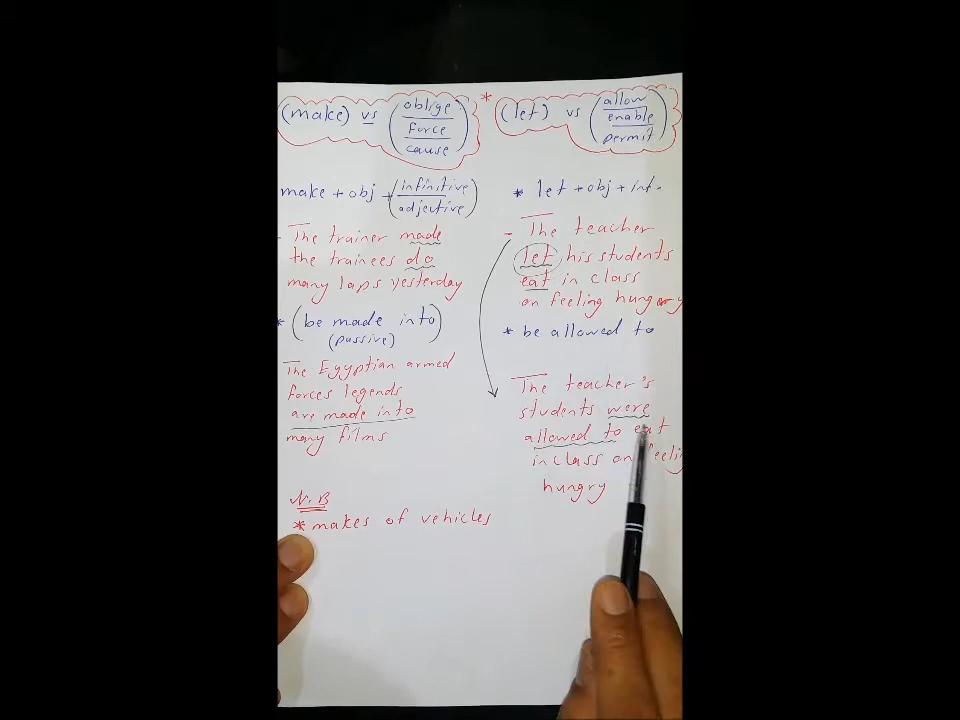 (make) vs (oblige
force
cause)
make + obj + (infinitive
adjective)
- The trainer made
the trainees do
many laps yesterday
* (be made into)
(passive)
The Egyptian armed
forces legends
are made into
many films
N.B
* makes of vehicles
* (let) vs (allow
enable
permit)
* let + obj + inf.
- The teacher
let his students
eat in class
on feeling hungry
* be allowed to
The teacher's
students were
allowed to eat
in class on
hungry